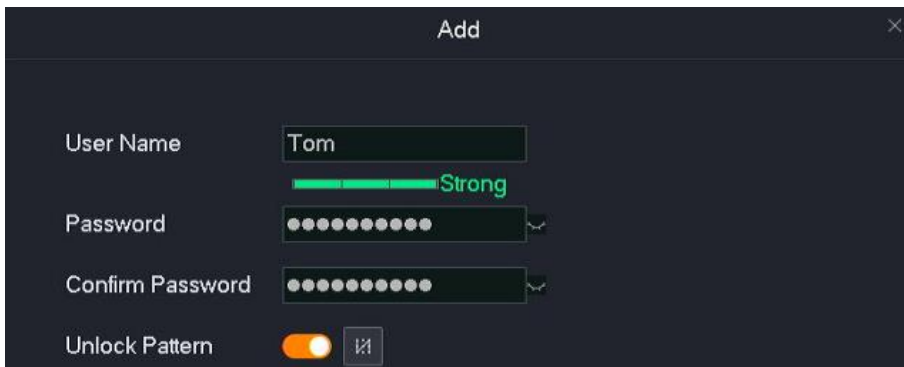 Add
User Name
Tom
Strong
Password
●●●●●●●●●●
Confirm Password
●●●●●●●●●●
Unlock Pattern